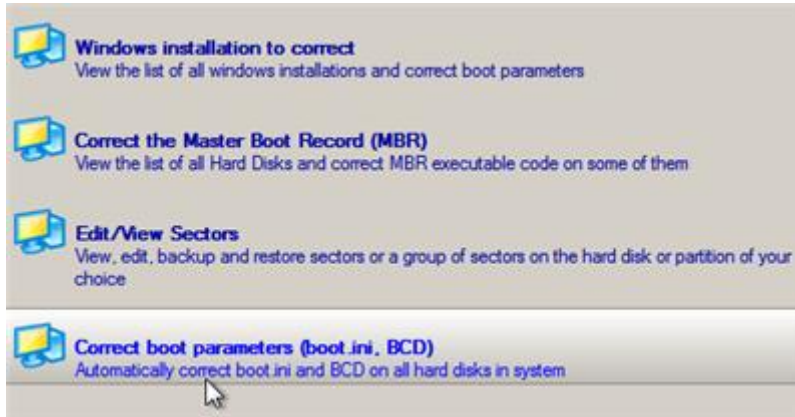 Windows installation to correct
View the list of all windows installations and correct boot parameters
Correct the Master Boot Record (MBR)
View the list of all Hard Disks and correct MBR executable code on some of them
Edit/View Sectors
View, edit, backup and restore sectors or a group of sectors on the hard disk or partition of your
choice
Correct boot parameters (boot.ini, BCD)
Automatically correct boot.ini and BCD on all hard disks in system